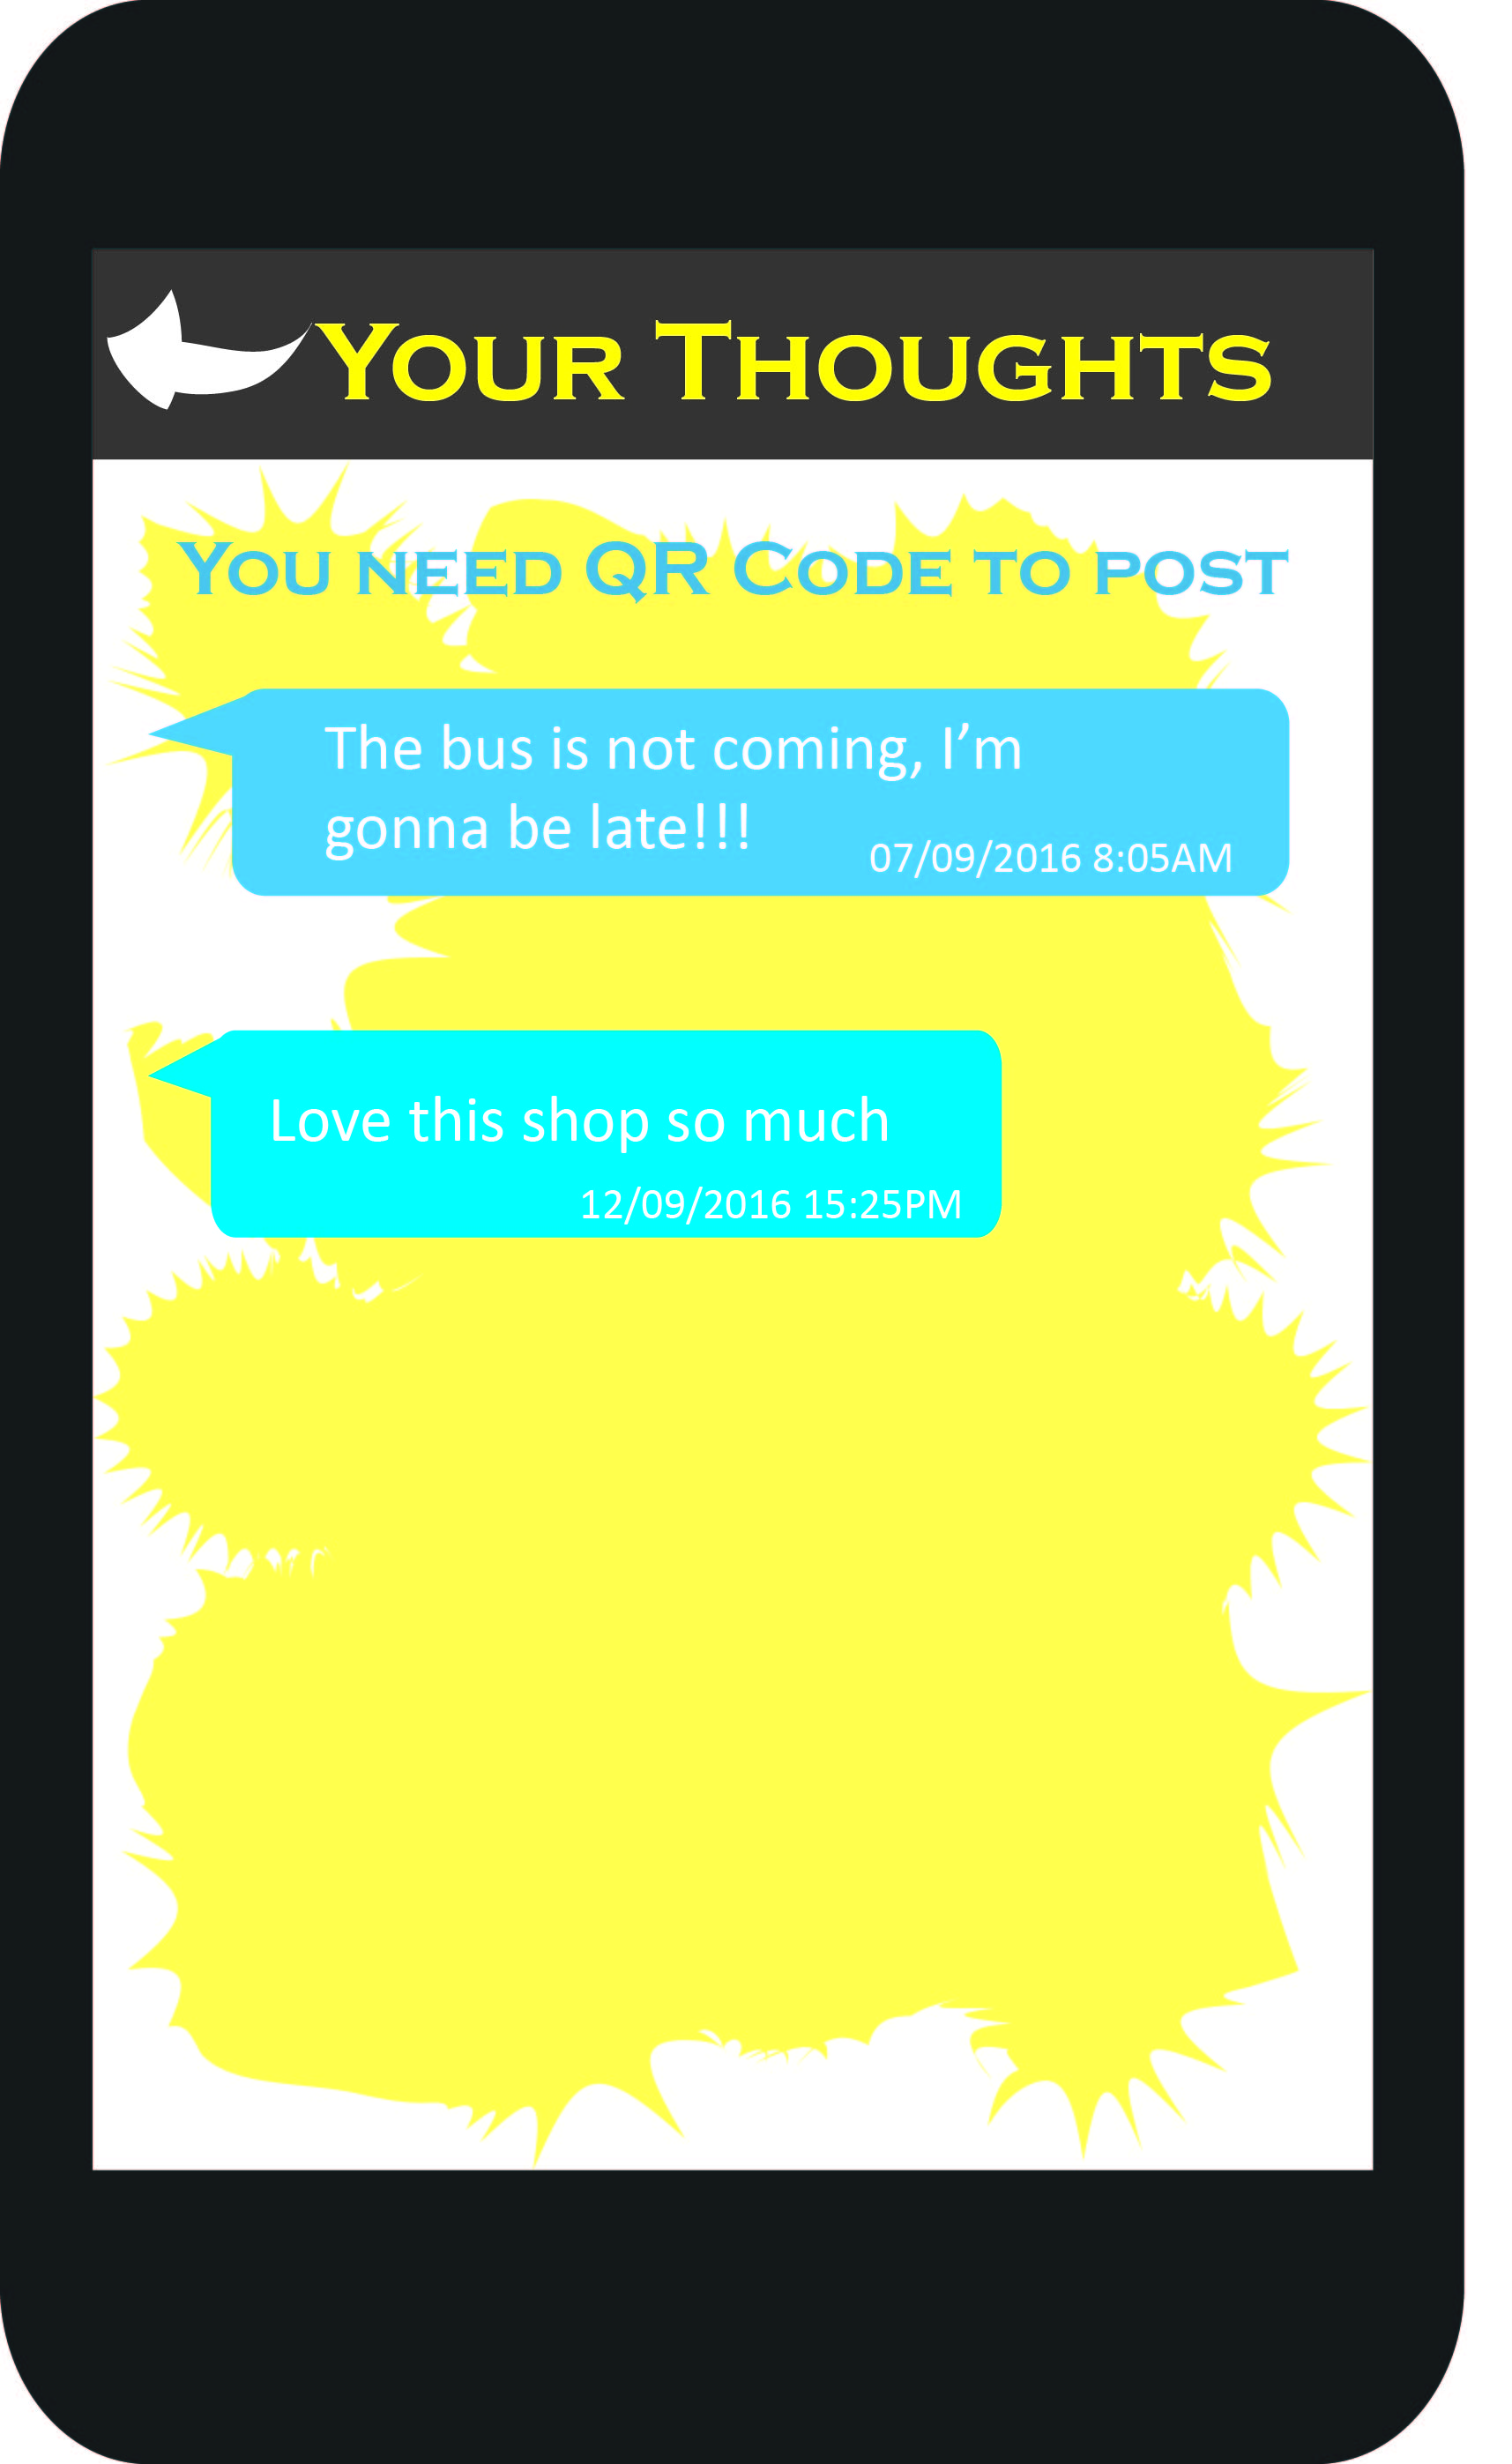 Your Thoughts
You need QR Code to post
The bus is not coming, I'm
gonna be late!!!
07/09/2016 8:05AM
Love this shop so much
12/09/2016 15:25PM